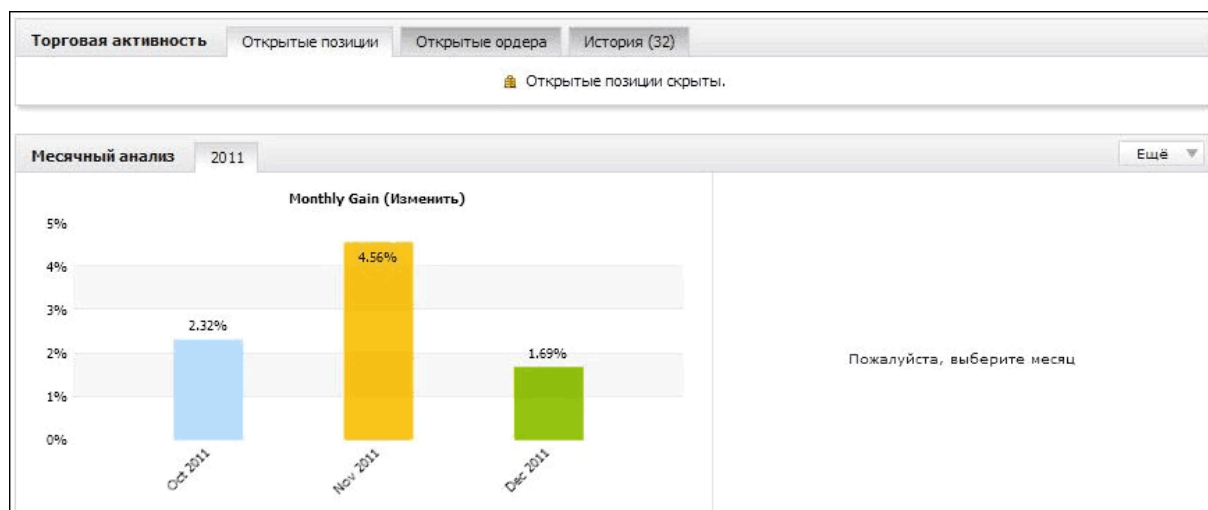 Торговая активность Открытые позиции Открытые ордера История (32)
Открытые позиции скрыты.
Месячный анализ 2011 Ещё
Monthly Gain (Изменить)
5%
4%
3%
2%
1%
0%
2.32%
4.56%
1.69%
Oct 2011
Nov 2011
Dec 2011
Пожалуйста, выберите месяц